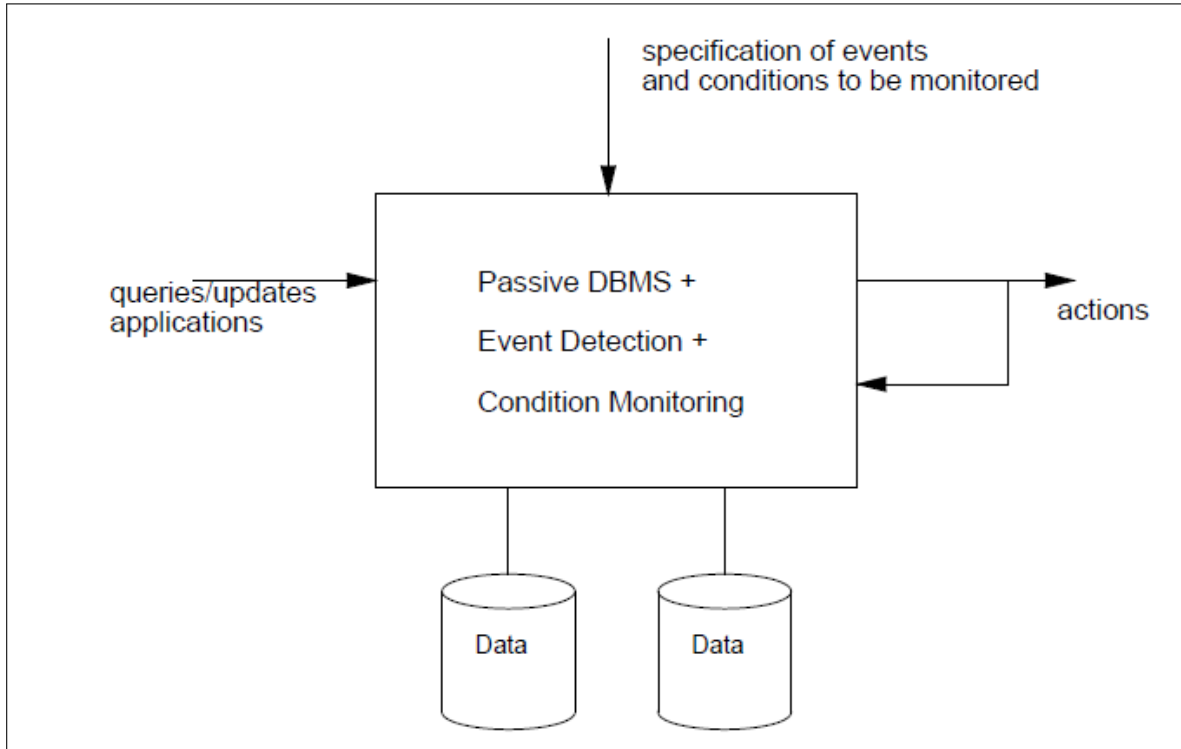 specification of events
and conditions to be monitored
queries/updates
applications
Passive DBMS +
Event Detection +
Condition Monitoring
actions
Data
Data